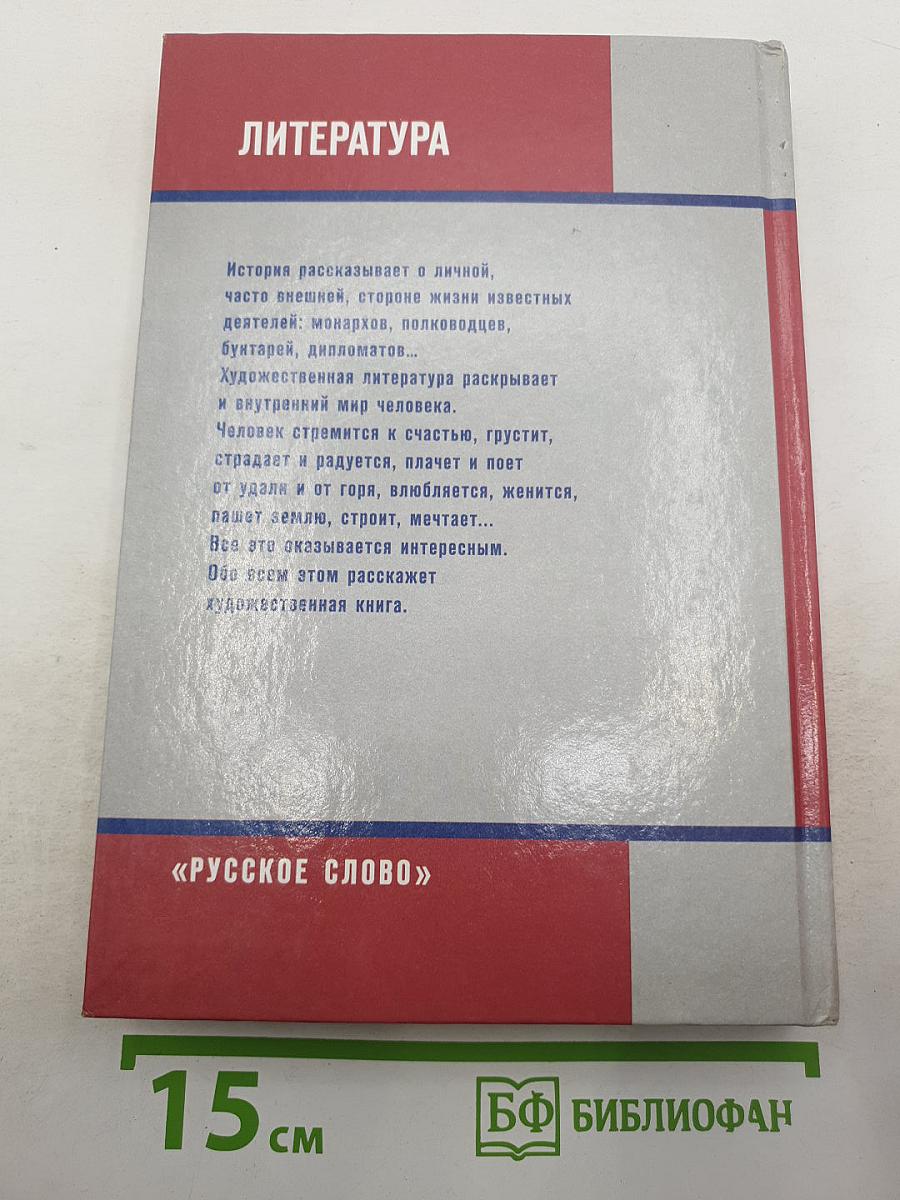 ЛИТЕРАТУРА
История рассказывает о личной,
часто внешней, стороне жизни известных
деятелей: монархов, полководцев,
бунтарей, дипломатов...
Художественная литература раскрывает
и внутренний мир человека.
Человек стремится к счастью, грустит,
страдает и радуется, плачет и поет
от удали и от горя, влюбляется, женится,
пашет землю, строит, мечтает...
Все это оказывается интересным.
Обо всем этом расскажет
художественная книга.
«РУССКОЕ СЛОВО»
15 см
БФ БИБЛИОФАН